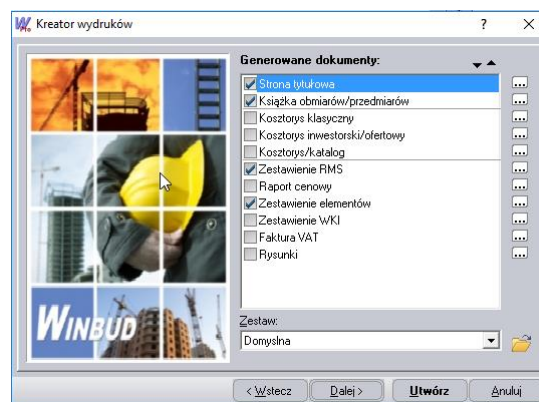 Kreator wydruków
Generowane dokumenty:
Strona tytułowa
Książka obmiarów/przedmiarów
Kosztorys klasyczny
Kosztorys inwestorski/ofertowy
Kosztorys/katalog
Zestawienie RMS
Raport cenowy
Zestawienie elementów
Zestawienie WKI
Faktura VAT
Rysunki
WINBUD
Zestaw:
Domyslna
< Wstecz Dalej > Utwórz Anuluj